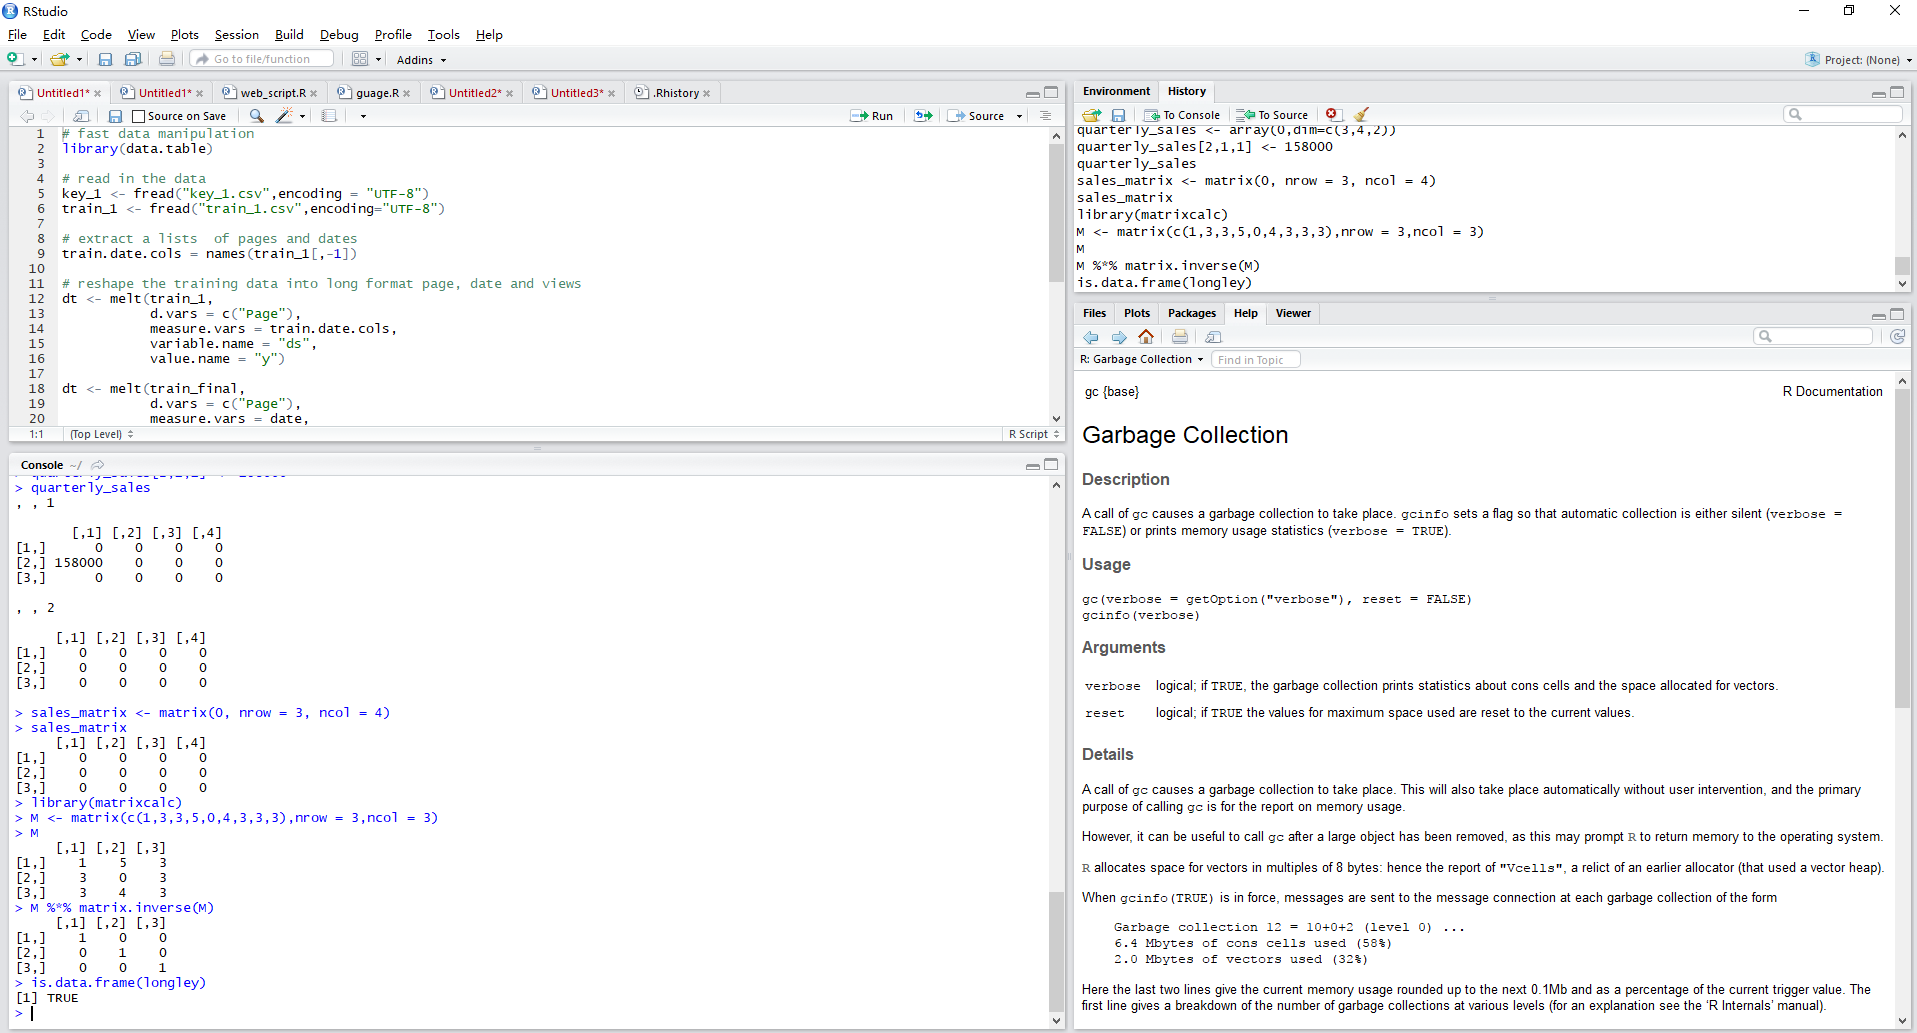 RStudio
File Edit Code View Plots Session Build Debug Profile Tools Help
Go to file/function Addins Project: (None)
Untitled1* Untitled1* web_script.R guage.R Untitled2* Untitled3* .Rhistory
Source on Save Run Source
1 # fast data manipulation
2 library(data.table)
3
4 # read in the data
5 key_1 <- fread("key_1.csv",encoding = "UTF-8")
6 train_1 <- fread("train_1.csv",encoding="UTF-8")
7
8 # extract a lists  of pages and dates
9 train.date.cols = names(train_1[,-1])
10
11 # reshape the training data into long format page, date and views
12 dt <- melt(train_1,
13            d.vars = c("Page"),
14            measure.vars = train.date.cols,
15            variable.name = "ds",
16            value.name = "y")
17
18 dt <- melt(train_final,
19            d.vars = c("Page"),
20            measure.vars = date,
1:1 (Top Level) R Script
Console ~/
> quarterly_sales
, , 1
[,1] [,2] [,3] [,4]
[1,] 0 0 0 0
[2,] 158000 0 0 0
[3,] 0 0 0 0
, , 2
[,1] [,2] [,3] [,4]
[1,] 0 0 0 0
[2,] 0 0 0 0
[3,] 0 0 0 0
> sales_matrix <- matrix(0, nrow = 3, ncol = 4)
> sales_matrix
[,1] [,2] [,3] [,4]
[1,] 0 0 0 0
[2,] 0 0 0 0
[3,] 0 0 0 0
> library(matrixcalc)
> M <- matrix(c(1,3,3,5,0,4,3,3,3),nrow = 3,ncol = 3)
> M
[,1] [,2] [,3]
[1,] 1 5 3
[2,] 3 0 3
[3,] 3 4 3
> M %*% matrix.inverse(M)
[,1] [,2] [,3]
[1,] 1 0 0
[2,] 0 1 0
[3,] 0 0 1
> is.data.frame(longley)
[1] TRUE
>
Environment History
To Console To Source
quarterly_sales <- array(0,dim=c(3,4,2))
quarterly_sales[2,1,1] <- 158000
quarterly_sales
sales_matrix <- matrix(0, nrow = 3, ncol = 4)
sales_matrix
library(matrixcalc)
M <- matrix(c(1,3,3,5,0,4,3,3,3),nrow = 3,ncol = 3)
M
M %*% matrix.inverse(M)
is.data.frame(longley)
Files Plots Packages Help Viewer
R: Garbage Collection Find in Topic
gc {base} R Documentation
Garbage Collection
Description
A call of gc causes a garbage collection to take place. gcinfo sets a flag so that automatic collection is either silent (verbose =
FALSE) or prints memory usage statistics (verbose = TRUE).
Usage
gc(verbose = getOption("verbose"), reset = FALSE)
gcinfo(verbose)
Arguments
verbose logical; if TRUE, the garbage collection prints statistics about cons cells and the space allocated for vectors.
reset logical; if TRUE the values for maximum space used are reset to the current values.
Details
A call of gc causes a garbage collection to take place. This will also take place automatically without user intervention, and the primary
purpose of calling gc is for the report on memory usage.
However, it can be useful to call gc after a large object has been removed, as this may prompt R to return memory to the operating system.
R allocates space for vectors in multiples of 8 bytes: hence the report of "Vcells", a relict of an earlier allocator (that used a vector heap).
When gcinfo(TRUE) is in force, messages are sent to the message connection at each garbage collection of the form
Garbage collection 12 = 10+0+2 (level 0) ...
6.4 Mbytes of cons cells used (58%)
2.0 Mbytes of vectors used (32%)
Here the last two lines give the current memory usage rounded up to the next 0.1Mb and as a percentage of the current trigger value. The
first line gives a breakdown of the number of garbage collections at various levels (for an explanation see the ‘R Internals’ manual).